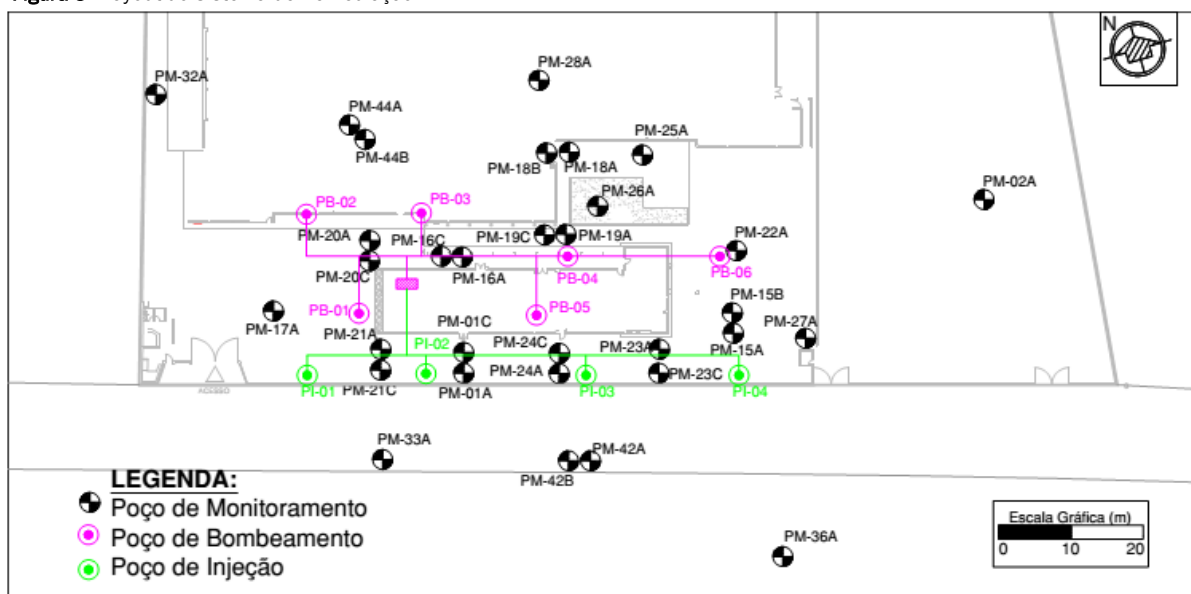 N
PM-32A
PM-28A
PM-44A
PM-44B
PM-25A
PM-18B
PM-18A
PM-26A
PM-02A
PB-02
PB-03
PM-20A
PM-16C
PM-19C
PM-19A
PM-22A
PM-20C
PM-16A
PB-04
PB-06
PB-01
PB-05
PM-15B
PM-17A
PM-21A
PI-02
PM-01C
PM-24C
PM-23A
PM-15A
PM-27A
PM-24A
PM-23C
ACESSO
PI-01
PM-21C
PM-01A
PI-03
PI-04
PM-33A
PM-42A
PM-42B
LEGENDA:
Poço de Monitoramento
Poço de Bombeamento
Poço de Injeção
PM-36A
Escala Gráfica (m)
0 10 20